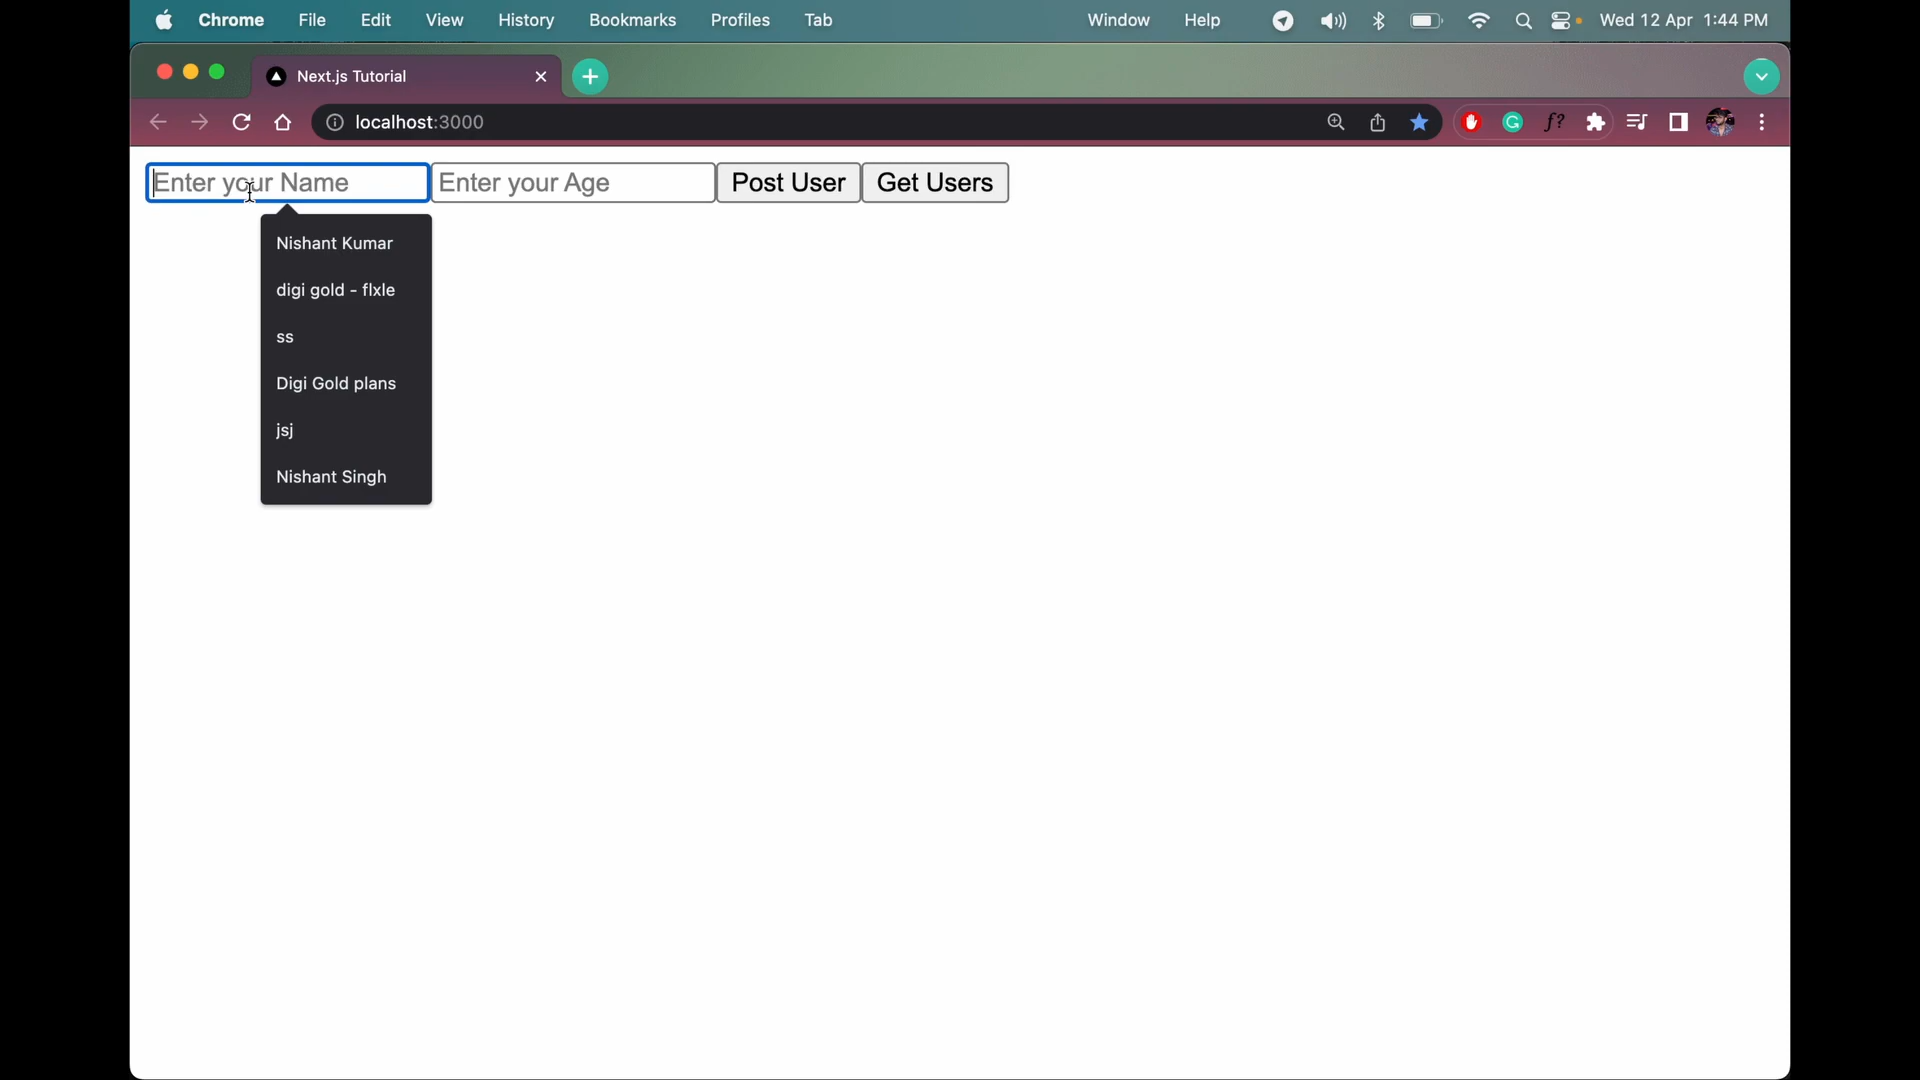 Chrome File Edit View History Bookmarks Profiles Tab Window Help Wed 12 Apr 1:44 PM
Next.js Tutorial
localhost:3000
Enter your Name Enter your Age Post User Get Users
Nishant Kumar
digi gold - flxle
ss
Digi Gold plans
jsj
Nishant Singh